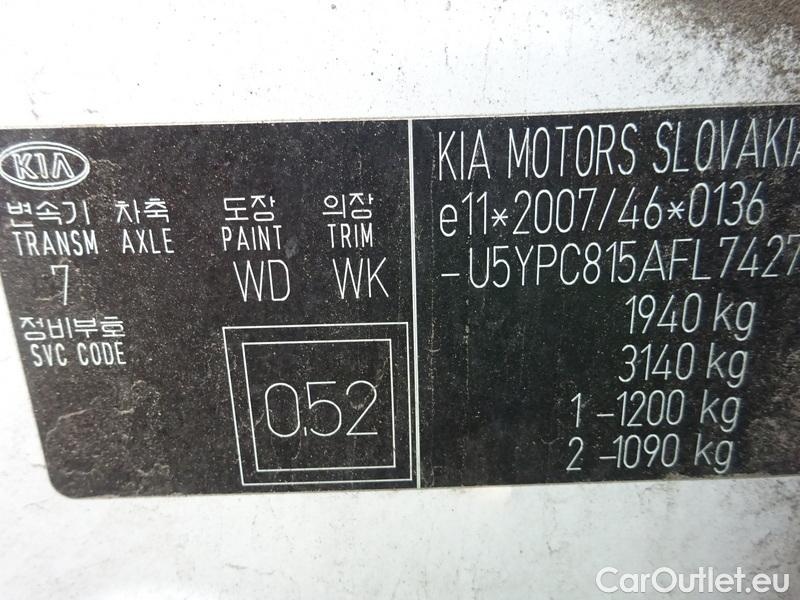 KIA
변속기 차축 도장 의장
TRANSM AXLE PAINT TRIM
7 WD WK
정비부호
SVC CODE
0,52
KIA MOTORS SLOVAKIA
e11*2007/46*0136
-U5YPC815AFL7427
1940 kg
3140 kg
1 -1200 kg
2 -1090 kg
CarOutlet.eu